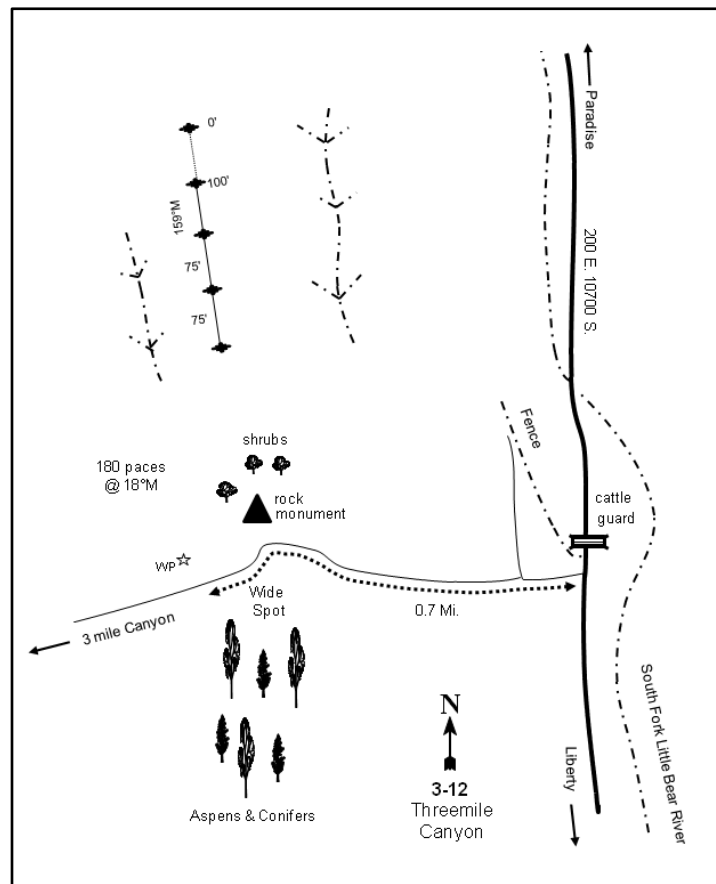 0'
Paradise
100'
159°M
75'
200 E. 10700 S.
75'
Fence
shrubs
180 paces
@ 18°M
rock
monument
cattle
guard
WP
Wide
Spot
0.7 Mi.
3 mile Canyon
N
South Fork Little Bear River
3-12
Threemile
Canyon
Liberty
Aspens & Conifers